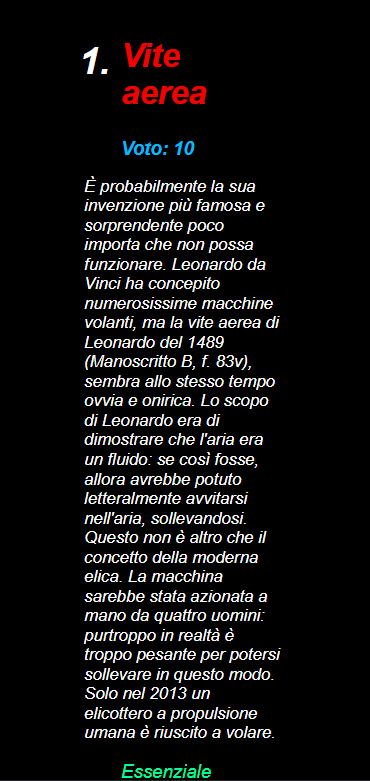 1. Vite
aerea
Voto: 10
È probabilmente la sua
invenzione più famosa e
sorprendente poco
importa che non possa
funzionare. Leonardo da
Vinci ha concepito
numerosissime macchine
volanti, ma la vite aerea di
Leonardo del 1489
(Manoscritto B, f. 83v),
sembra allo stesso tempo
ovvia e onirica. Lo scopo
di Leonardo era di
dimostrare che l'aria era
un fluido: se così fosse,
allora avrebbe potuto
letteralmente avvitarsi
nell'aria, sollevandosi.
Questo non è altro che il
concetto della moderna
elica. La macchina
sarebbe stata azionata a
mano da quattro uomini:
purtroppo in realtà è
troppo pesante per potersi
sollevare in questo modo.
Solo nel 2013 un
elicottero a propulsione
umana è riuscito a volare.
Essenziale